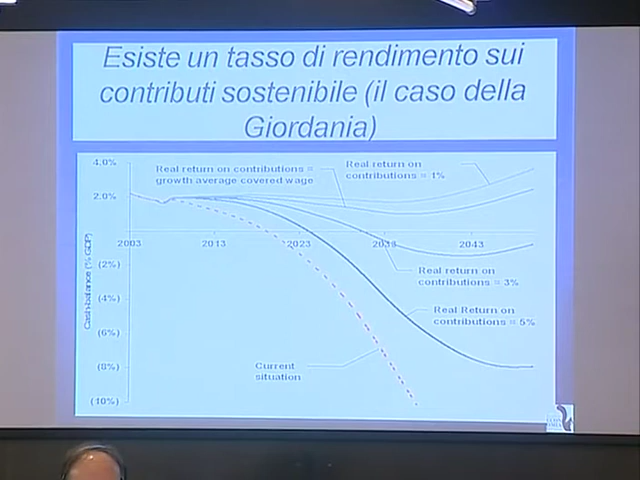 Esiste un tasso di rendimento sui
contributi sostenibile (il caso della
Giordania)
4.0%
Real return on contributions =
growth average covered wage
Real return on
contributions = 1%
2.0%
2003
2013
2023
2033
2043
Cash-balance (% GDP)
(2%)
Real return on
contributions = 3%
(4%)
Real Return on
contributions = 5%
(6%)
(8%)
Current
situation
(10%)